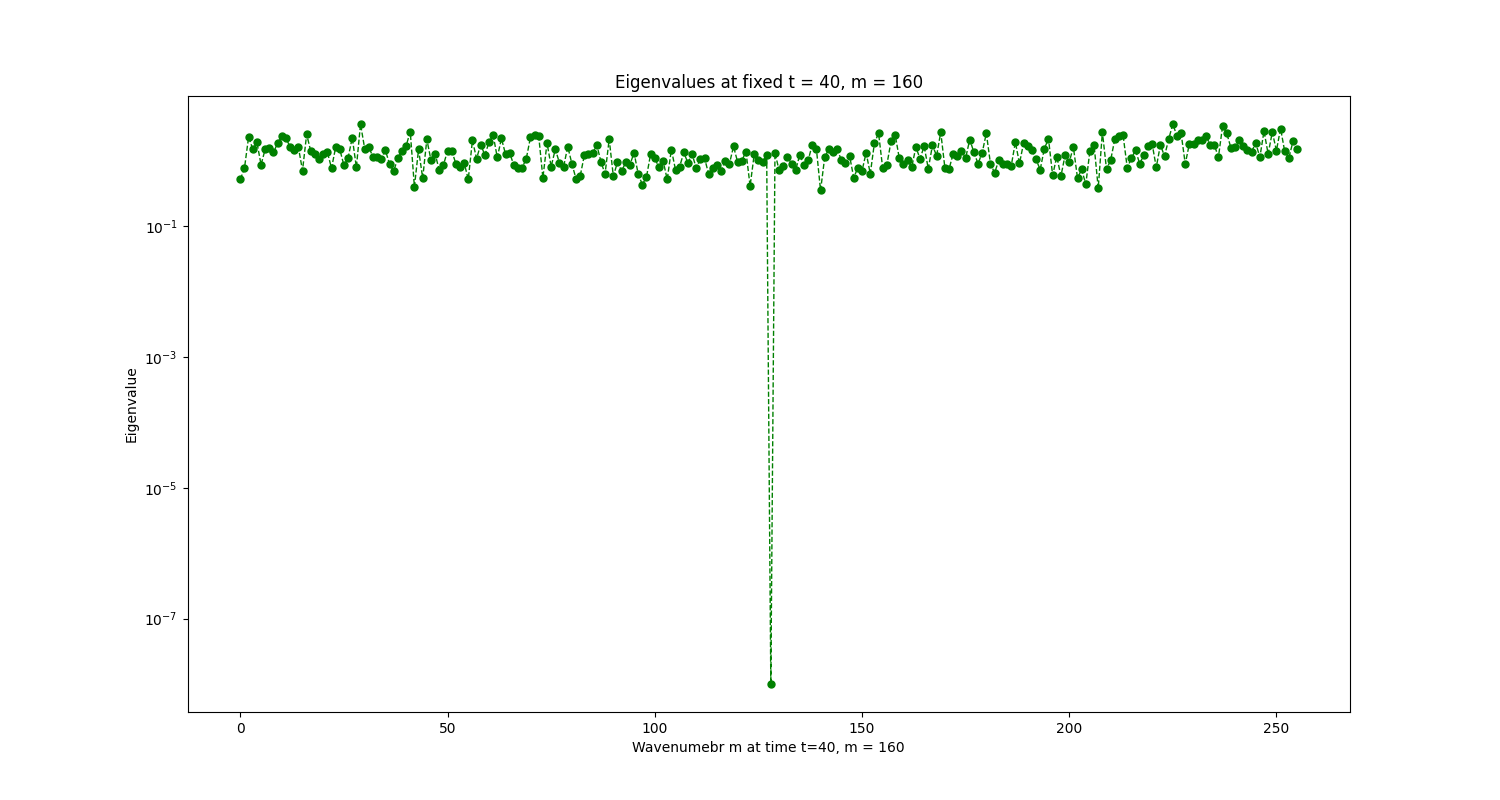 Eigenvalues at fixed t = 40, m = 160
10⁻¹
10⁻³
10⁻⁵
10⁻⁷
Eigenvalue
0 50 100 150 200 250
Wavenumebr m at time t=40, m = 160